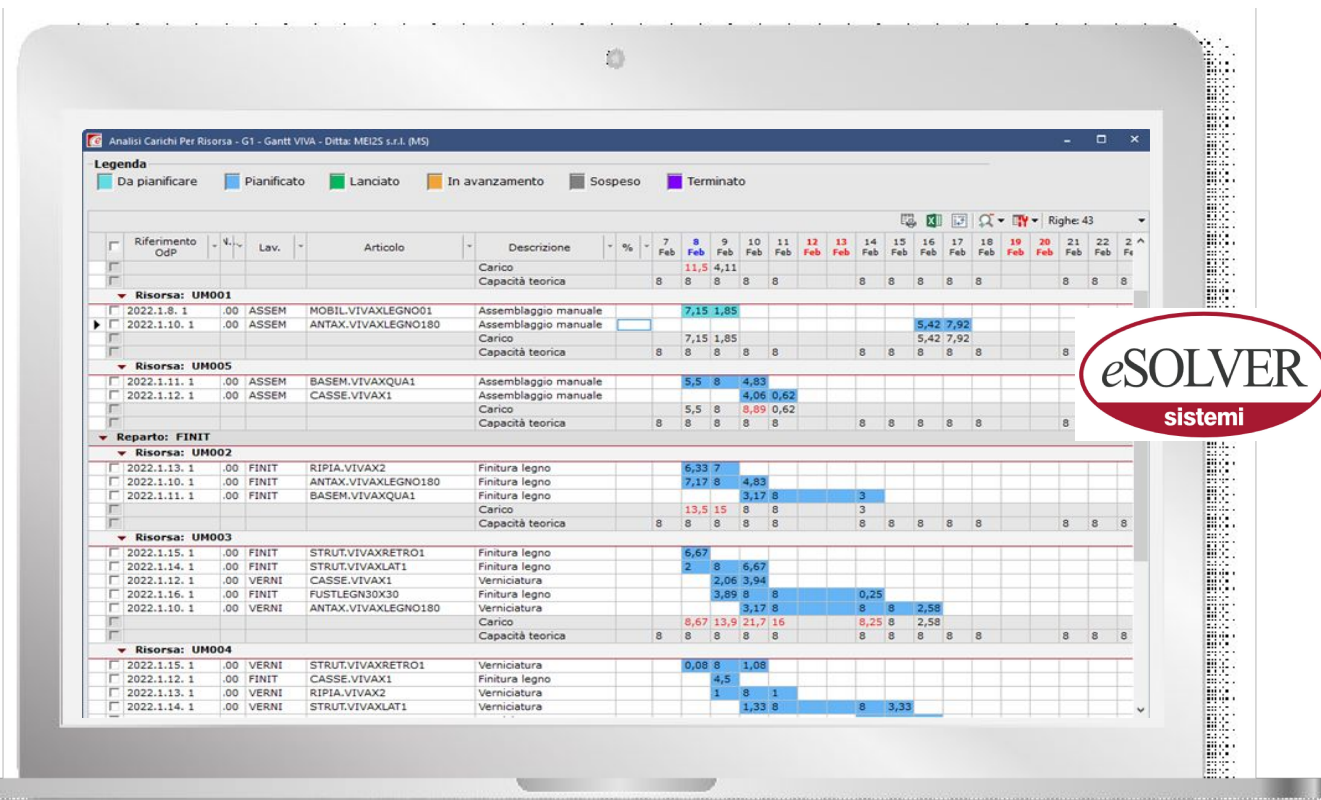 Analisi Carichi Per Risorsa - G1 - Gantt VIVA - Ditta: MEI2S s.r.l. (MS)
Legenda
Da pianificare Pianificato Lanciato In avanzamento Sospeso Terminato
Righe: 43
Riferimento OdP Lav. Articolo Descrizione % 7 Feb 8 Feb 9 Feb 10 Feb 11 Feb 12 Feb 13 Feb 14 Feb 15 Feb 16 Feb 17 Feb 18 Feb 19 Feb 20 Feb 21 Feb 22 Feb
Carico 11,5 4,11
Capacità teorica 8 8 8 8 8 8 8 8 8 8 8 8 8
Risorsa: UM001
2022.1.8. 1 .00 ASSEM MOBIL.VIVAXLEGNO01 Assemblaggio manuale 7,15 1,85
2022.1.10. 1 .00 ASSEM ANTAX.VIVAXLEGNO180 Assemblaggio manuale 5,42 7,92
Carico 7,15 1,85 5,42 7,92
Capacità teorica 8 8 8 8 8 8 8 8 8 8 8
Risorsa: UM005
2022.1.11. 1 .00 ASSEM BASEM.VIVAXQUA1 Assemblaggio manuale 5,5 8 4,83
2022.1.12. 1 .00 ASSEM CASSE.VIVAX1 Assemblaggio manuale 4,06 0,62
Carico 5,5 8 8,89 0,62
Capacità teorica 8 8 8 8 8 8 8 8 8 8 8
Reparto: FINIT
Risorsa: UM002
2022.1.13. 1 .00 FINIT RIPIA.VIVAX2 Finitura legno 6,33 7
2022.1.10. 1 .00 FINIT ANTAX.VIVAXLEGNO180 Finitura legno 7,17 8 4,83
2022.1.11. 1 .00 FINIT BASEM.VIVAXQUA1 Finitura legno 3,17 8 3
Carico 13,5 15 8 8 3
Capacità teorica 8 8 8 8 8 8 8 8 8 8 8 8 8
Risorsa: UM003
2022.1.15. 1 .00 FINIT STRUT.VIVAXRETRO1 Finitura legno 6,67
2022.1.14. 1 .00 FINIT STRUT.VIVAXLAT1 Finitura legno 2 8 6,67
2022.1.12. 1 .00 VERNI CASSE.VIVAX1 Verniciatura 2,06 3,94
2022.1.16. 1 .00 FINIT FUSTLEGN30X30 Finitura legno 3,89 8 8 0,25
2022.1.10. 1 .00 VERNI ANTAX.VIVAXLEGNO180 Verniciatura 3,17 8 8 8 2,58
Carico 8,67 13,9 21,7 16 8,25 8 2,58
Capacità teorica 8 8 8 8 8 8 8 8 8 8 8 8 8
Risorsa: UM004
2022.1.15. 1 .00 VERNI STRUT.VIVAXRETRO1 Verniciatura 0,08 8 1,08
2022.1.12. 1 .00 FINIT CASSE.VIVAX1 Finitura legno 4,5
2022.1.13. 1 .00 VERNI RIPIA.VIVAX2 Verniciatura 1 8 1
2022.1.14. 1 .00 VERNI STRUT.VIVAXLAT1 Verniciatura 1,33 8 8 3,33
eSOLVER
sistemi